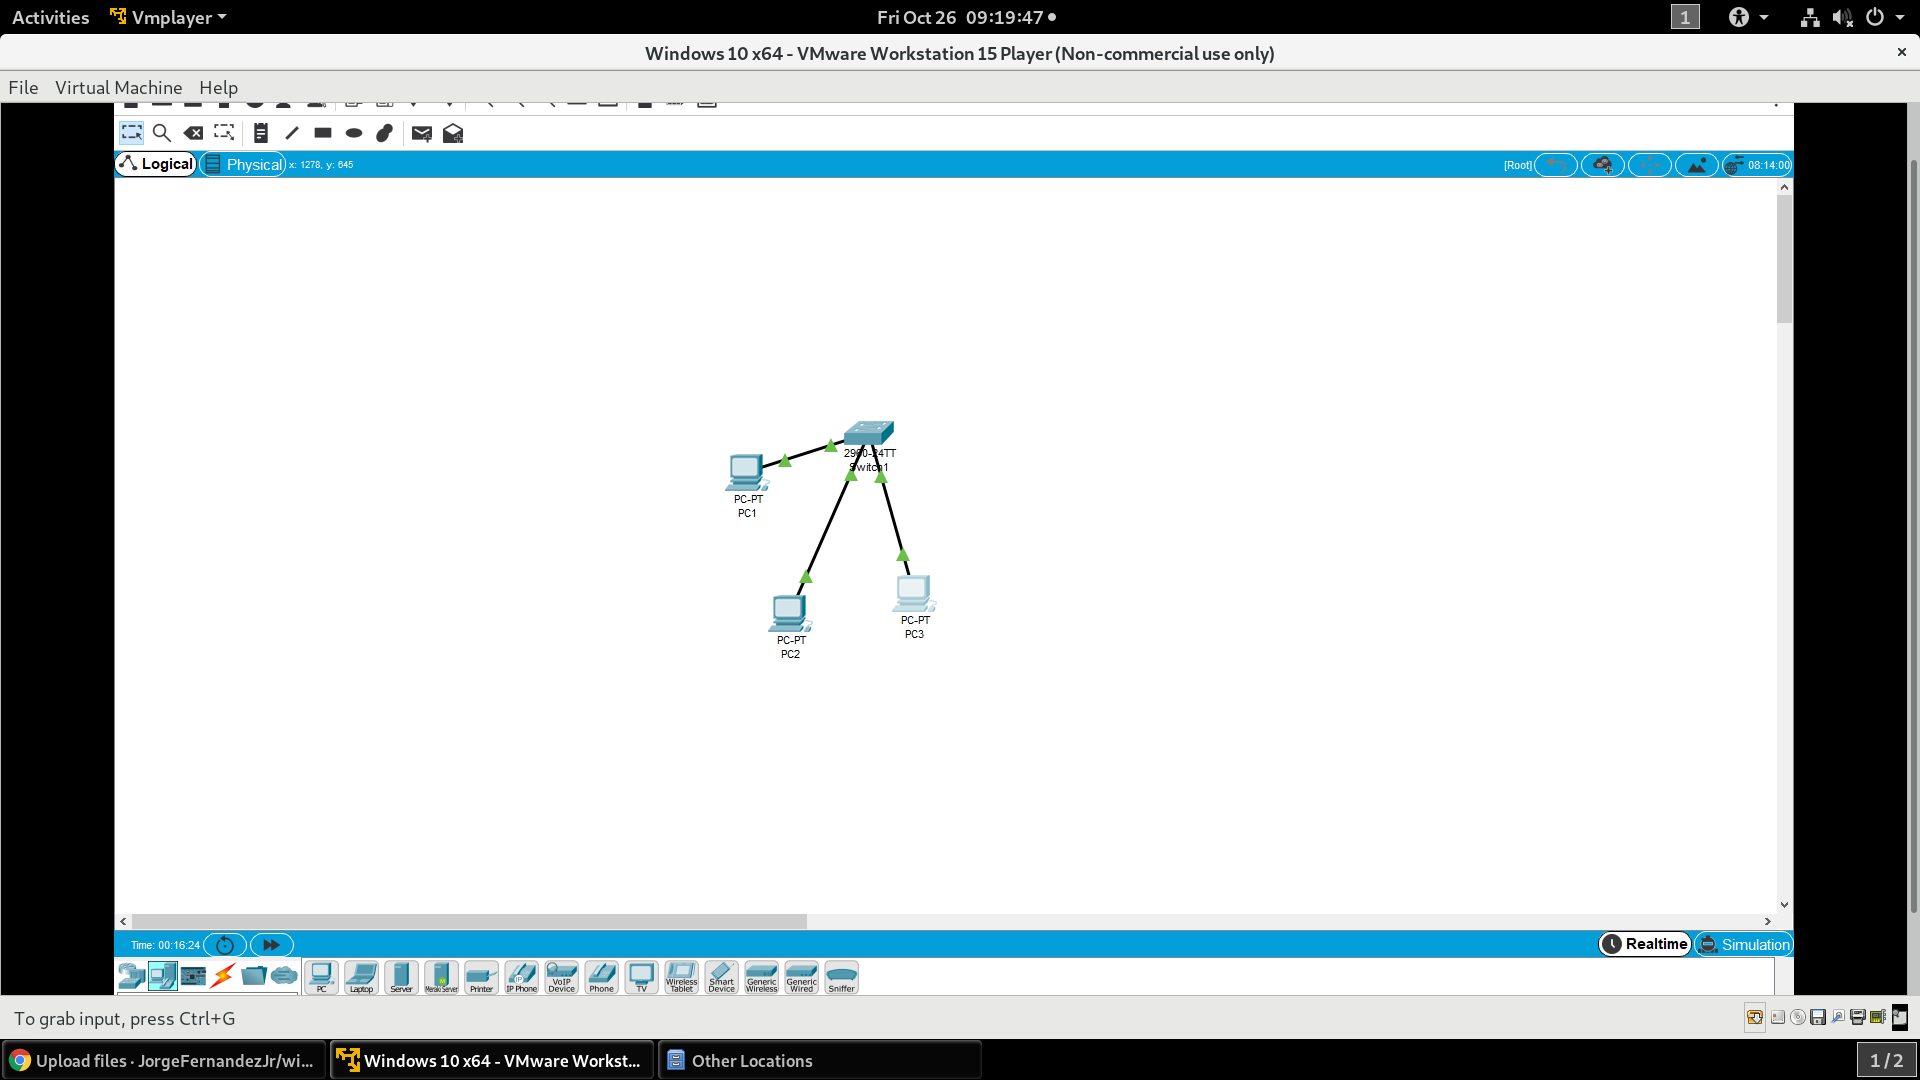 Activities Vmplayer Fri Oct 26 09:19:47 1
Windows 10 x64 - VMware Workstation 15 Player (Non-commercial use only)
File Virtual Machine Help
Logical Physical x: 1278, y: 645 [Root] 08:14:00
2960-24TT
Switch1
PC-PT
PC1
PC-PT
PC3
PC-PT
PC2
Time: 00:16:24 Realtime Simulation
PC Laptop Server Meraki Server Printer IP Phone VoIP Device Phone TV Wireless Tablet Smart Device Generic Wireless Generic Wired Sniffer
To grab input, press Ctrl+G
Upload files · JorgeFernandezJr/wi... Windows 10 x64 - VMware Workst... Other Locations 1 / 2